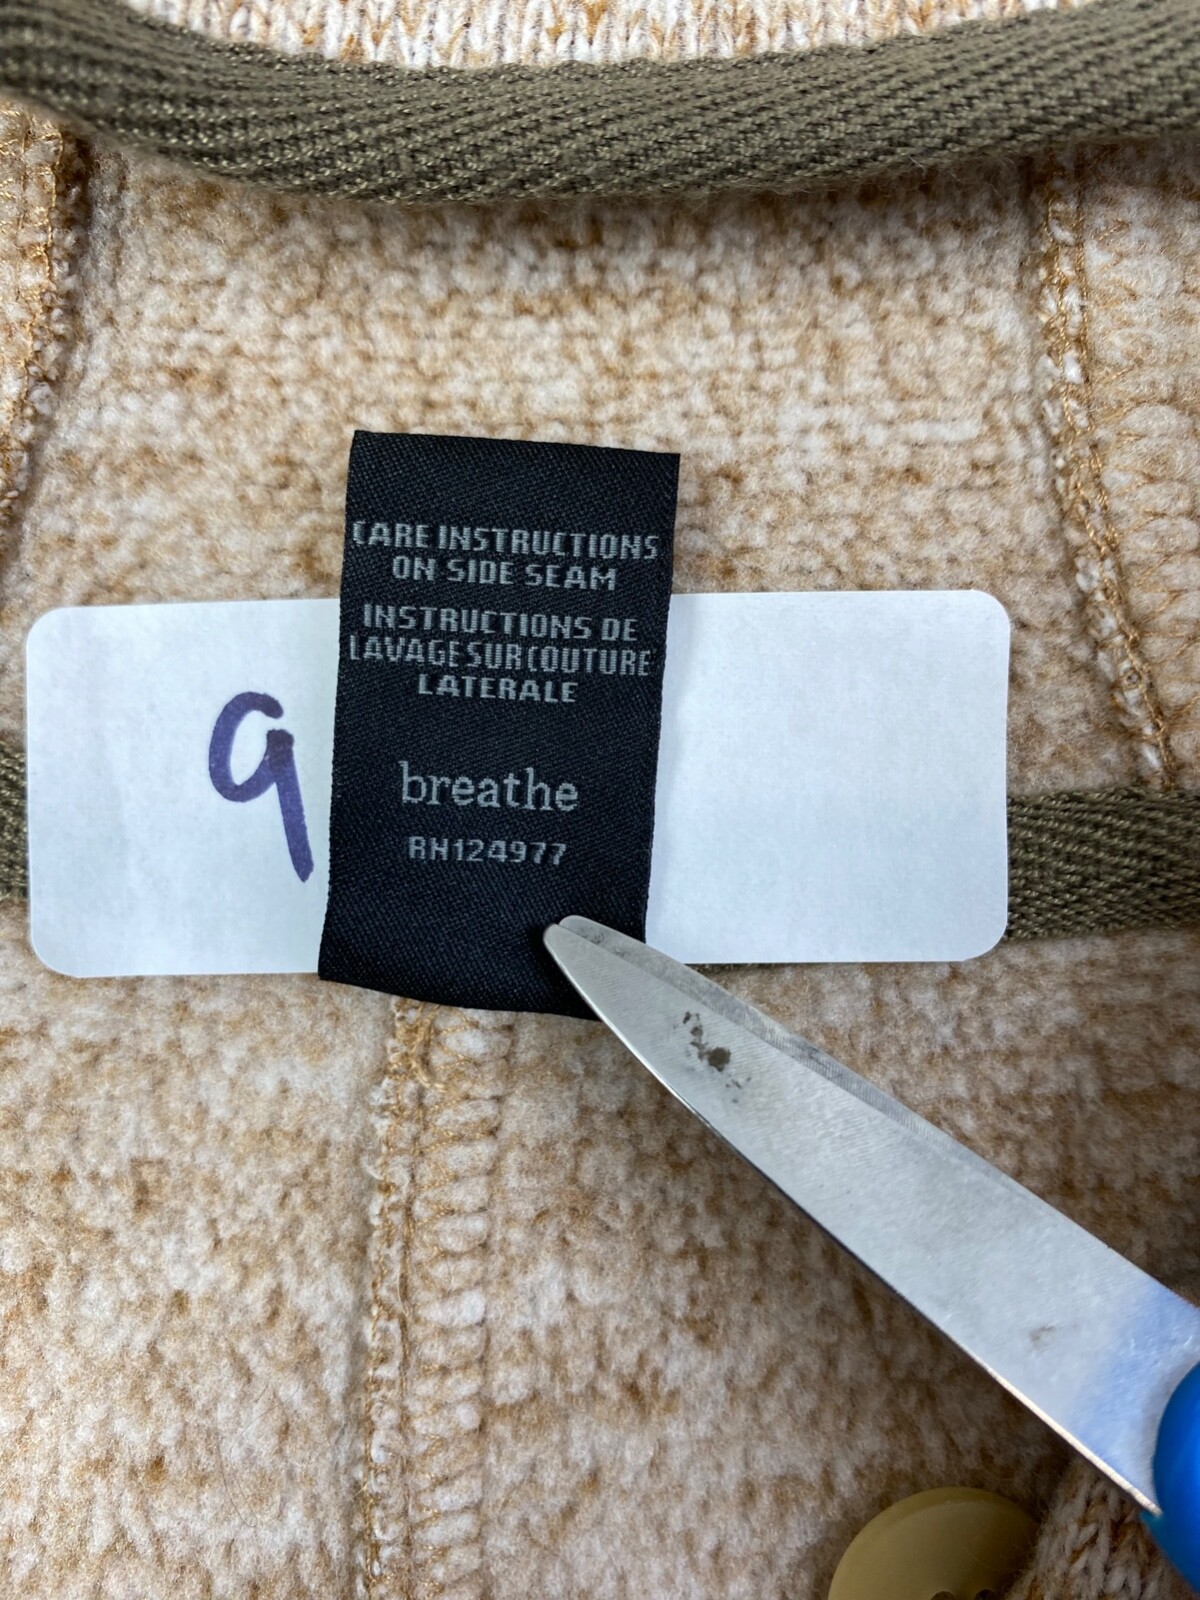 CARE INSTRUCTIONS
ON SIDE SEAM
INSTRUCTIONS DE
LAVAGE SUR COUTURE
LATERALE
9
breathe
RN124977